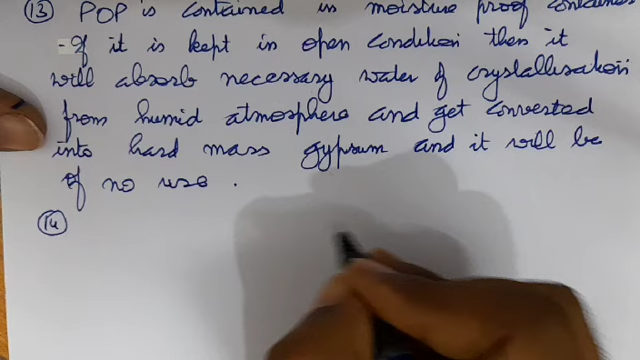 (13) POP is contained in moisture proof containers
- If it is kept in open condition then it
will absorb necessary water of crystallisation
from humid atmosphere and get converted
into hard mass gypsum and it will be
of no use.
(14)